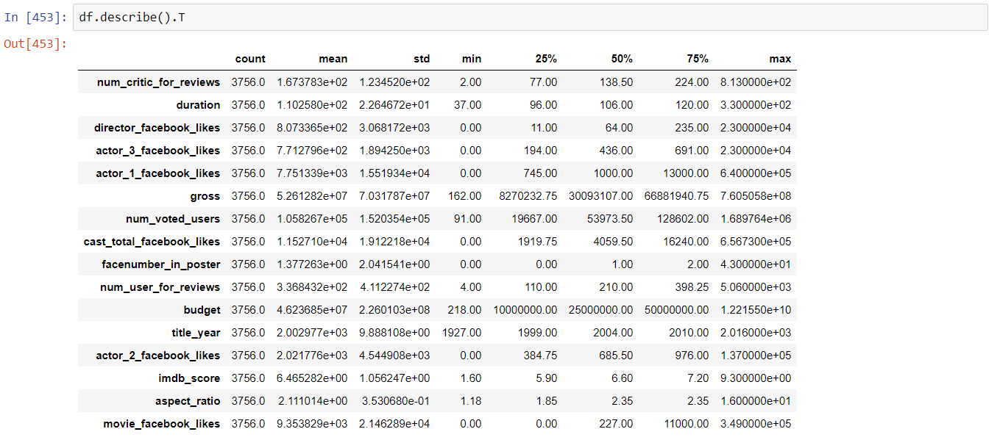 In [453]: df.describe().T
Out[453]:
count mean std min 25% 50% 75% max
num_critic_for_reviews 3756.0 1.673783e+02 1.234520e+02 2.00 77.00 138.50 224.00 8.130000e+02
duration 3756.0 1.102580e+02 2.264672e+01 37.00 96.00 106.00 120.00 3.300000e+02
director_facebook_likes 3756.0 8.073365e+02 3.068172e+03 0.00 11.00 64.00 235.00 2.300000e+04
actor_3_facebook_likes 3756.0 7.712796e+02 1.894250e+03 0.00 194.00 436.00 691.00 2.300000e+04
actor_1_facebook_likes 3756.0 7.751339e+03 1.551934e+04 0.00 745.00 1000.00 13000.00 6.400000e+05
gross 3756.0 5.261282e+07 7.031787e+07 162.00 8270232.75 30093107.00 66881940.75 7.605058e+08
num_voted_users 3756.0 1.058267e+05 1.520354e+05 91.00 19667.00 53973.50 128602.00 1.689764e+06
cast_total_facebook_likes 3756.0 1.152710e+04 1.912218e+04 0.00 1919.75 4059.50 16240.00 6.567300e+05
facenumber_in_poster 3756.0 1.377263e+00 2.041541e+00 0.00 0.00 1.00 2.00 4.300000e+01
num_user_for_reviews 3756.0 3.368432e+02 4.112274e+02 4.00 110.00 210.00 398.25 5.060000e+03
budget 3756.0 4.623685e+07 2.260103e+08 218.00 10000000.00 25000000.00 50000000.00 1.221550e+10
title_year 3756.0 2.002977e+03 9.888108e+00 1927.00 1999.00 2004.00 2010.00 2.016000e+03
actor_2_facebook_likes 3756.0 2.021776e+03 4.544908e+03 0.00 384.75 685.50 976.00 1.370000e+05
imdb_score 3756.0 6.465282e+00 1.056247e+00 1.60 5.90 6.60 7.20 9.300000e+00
aspect_ratio 3756.0 2.111014e+00 3.530680e-01 1.18 1.85 2.35 2.35 1.600000e+01
movie_facebook_likes 3756.0 9.353829e+03 2.146289e+04 0.00 0.00 227.00 11000.00 3.490000e+05